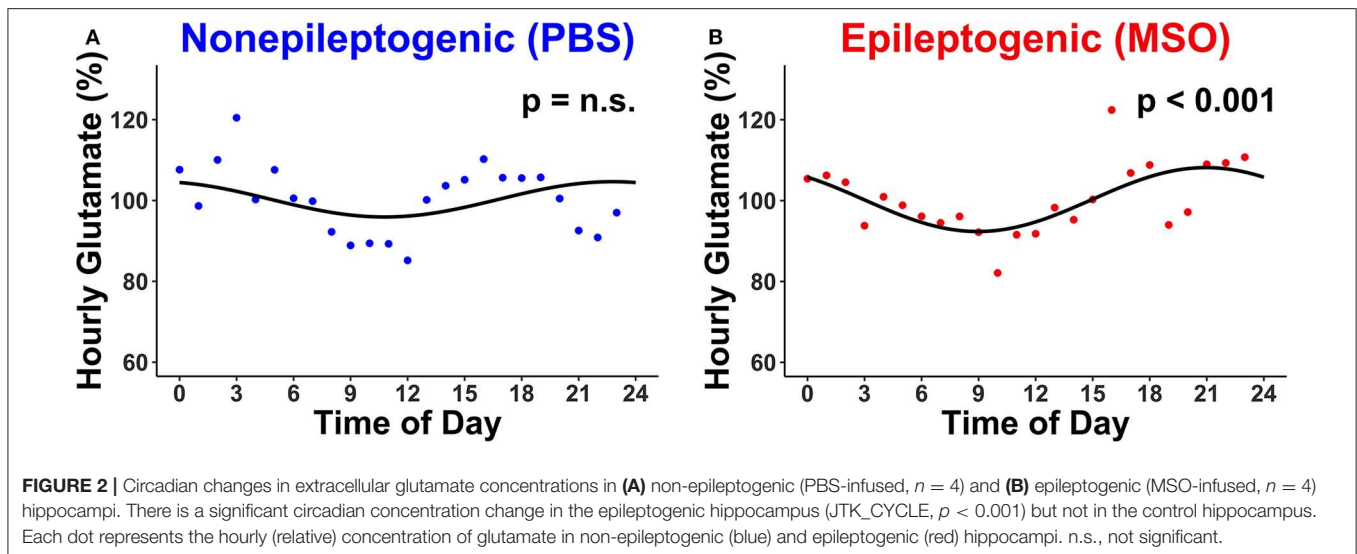 A Nonepileptogenic (PBS)
p = n.s.
Hourly Glutamate (%)
120
100
80
60
0 3 6 9 12 15 18 21 24
Time of Day
B Epileptogenic (MSO)
p < 0.001
Hourly Glutamate (%)
120
100
80
60
0 3 6 9 12 15 18 21 24
Time of Day
FIGURE 2 | Circadian changes in extracellular glutamate concentrations in (A) non-epileptogenic (PBS-infused, n = 4) and (B) epileptogenic (MSO-infused, n = 4)
hippocampi. There is a significant circadian concentration change in the epileptogenic hippocampus (JTK_CYCLE, p < 0.001) but not in the control hippocampus.
Each dot represents the hourly (relative) concentration of glutamate in non-epileptogenic (blue) and epileptogenic (red) hippocampi. n.s., not significant.